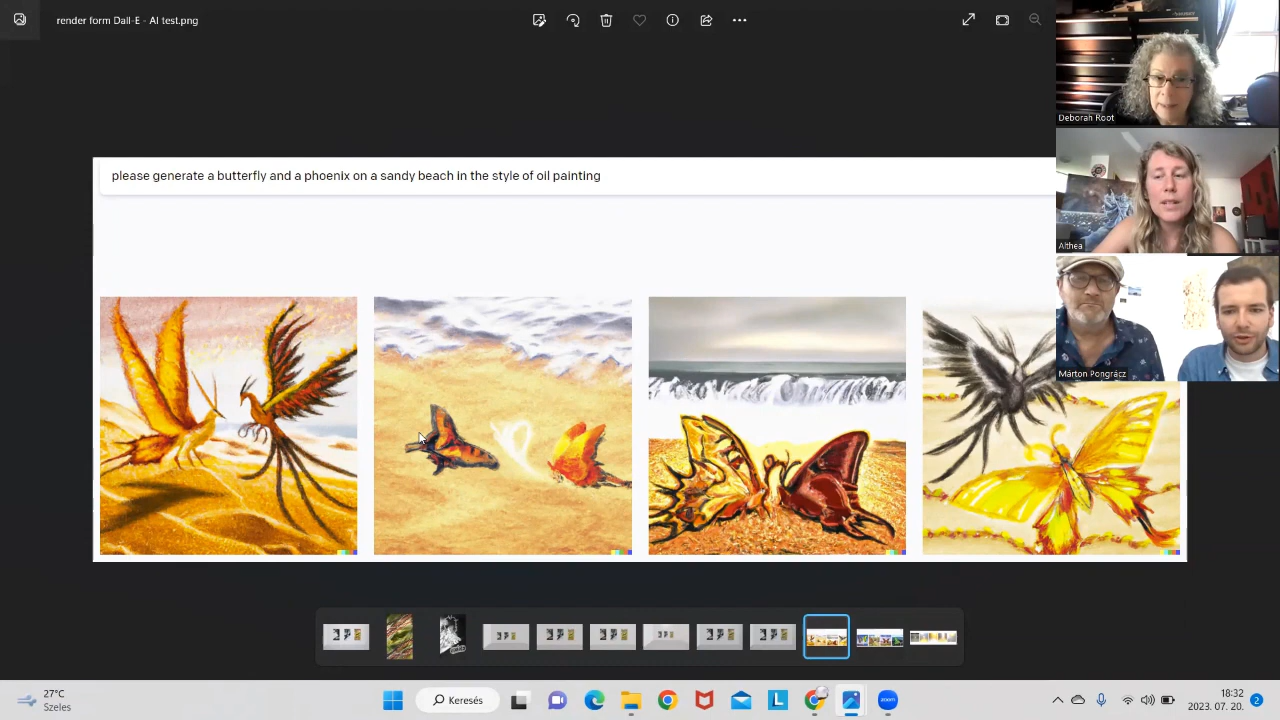 render form Dall-E - AI test.png
please generate a butterfly and a phoenix on a sandy beach in the style of oil painting
Deborah Root
Althea
Márton Pongrácz
27°C
Szeles
Keresés
18:32
2023. 07. 20.
2